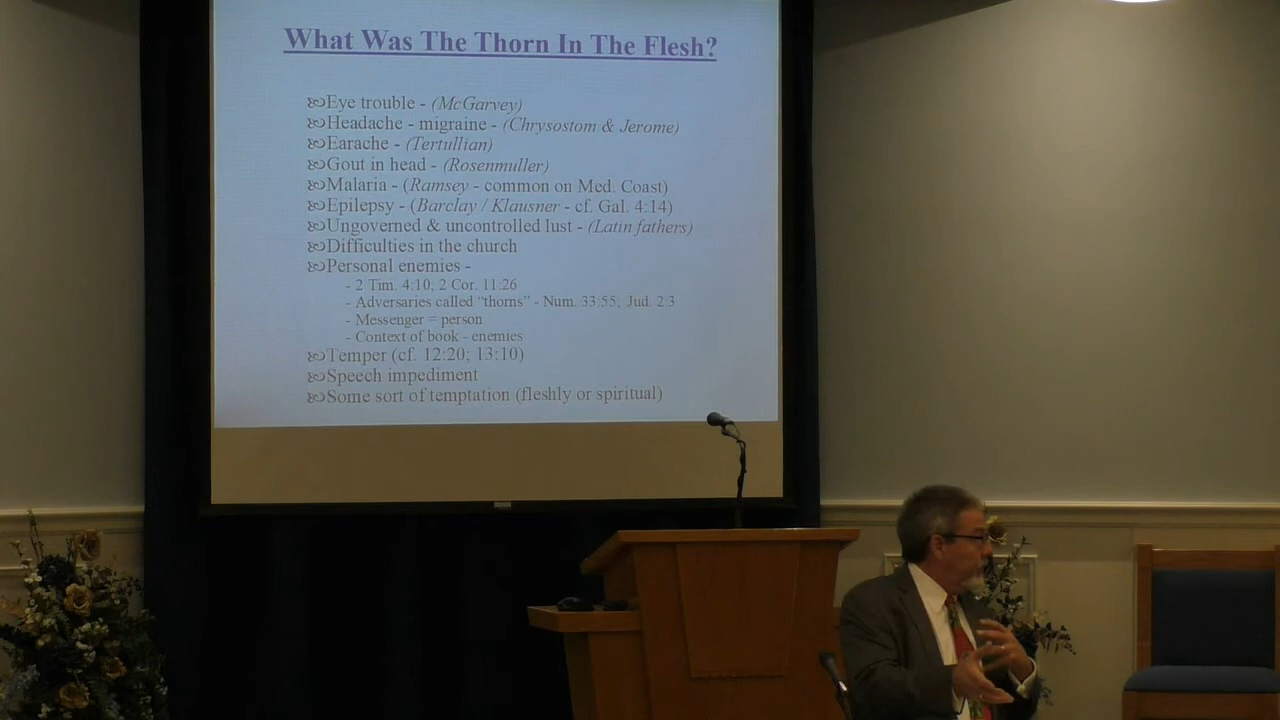 What Was The Thorn In The Flesh?
Eye trouble - (McGarvey)
Headache - migraine - (Chrysostom & Jerome)
Earache - (Tertullian)
Gout in head - (Rosenmuller)
Malaria - (Ramsey - common on Med. Coast)
Epilepsy - (Barclay / Klausner - cf. Gal. 4:14)
Ungoverned & uncontrolled lust - (Latin fathers)
Difficulties in the church
Personal enemies -
- 2 Tim. 4:10; 2 Cor. 11:26
- Adversaries called “thorns” - Num. 33:55; Jud. 2:3
- Messenger = person
- Context of book - enemies
Temper (cf. 12:20; 13:10)
Speech impediment
Some sort of temptation (fleshly or spiritual)